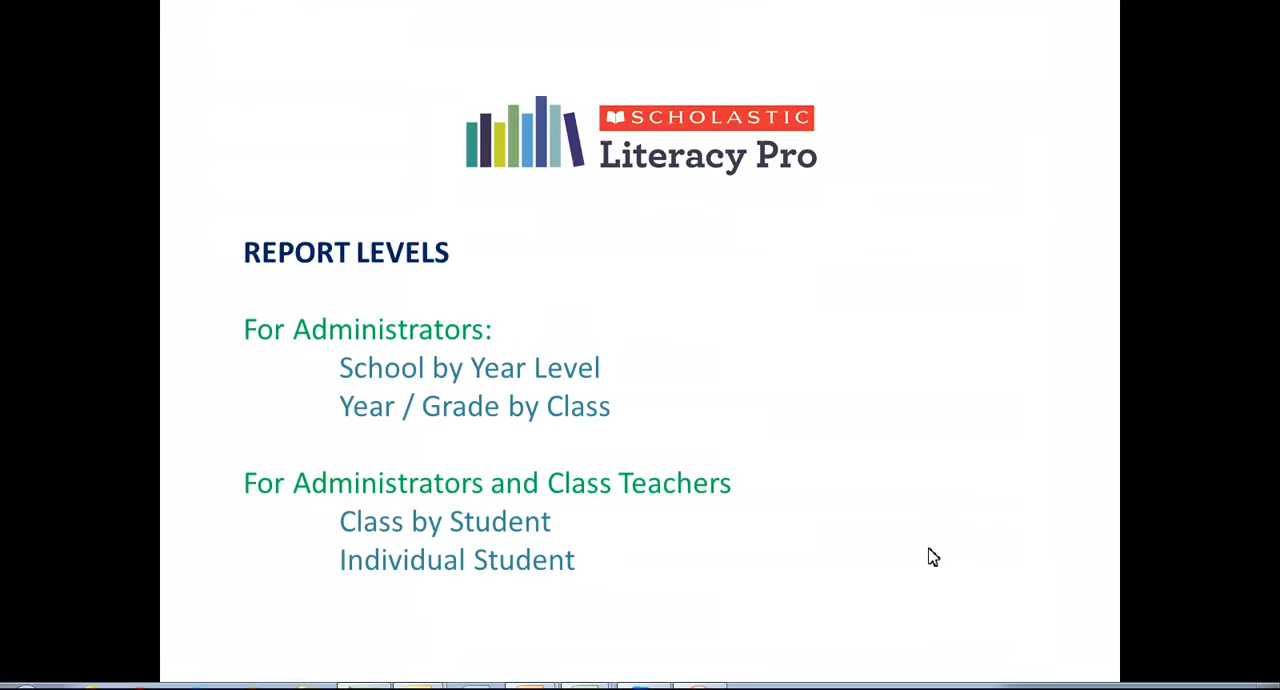 SCHOLASTIC
Literacy Pro
REPORT LEVELS
For Administrators:
School by Year Level
Year / Grade by Class
For Administrators and Class Teachers
Class by Student
Individual Student